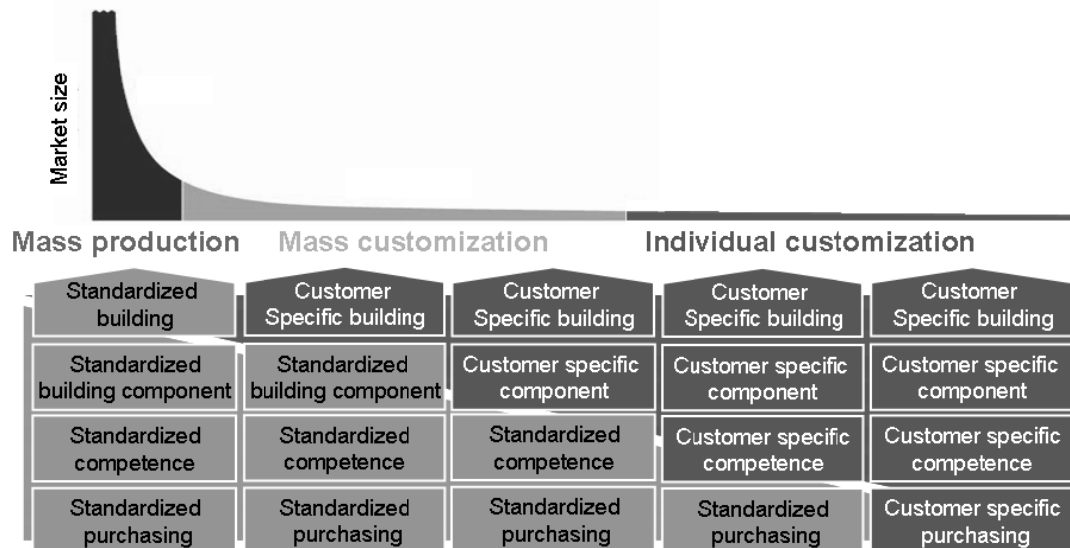 Market size
Mass production
Mass customization
Individual customization
Standardized
building
Customer
Specific building
Customer
Specific building
Customer
Specific building
Customer
Specific building
Standardized
building component
Standardized
building component
Customer specific
component
Customer specific
component
Customer specific
component
Standardized
competence
Standardized
competence
Standardized
competence
Customer specific
competence
Customer specific
competence
Standardized
purchasing
Standardized
purchasing
Standardized
purchasing
Standardized
purchasing
Customer specific
purchasing